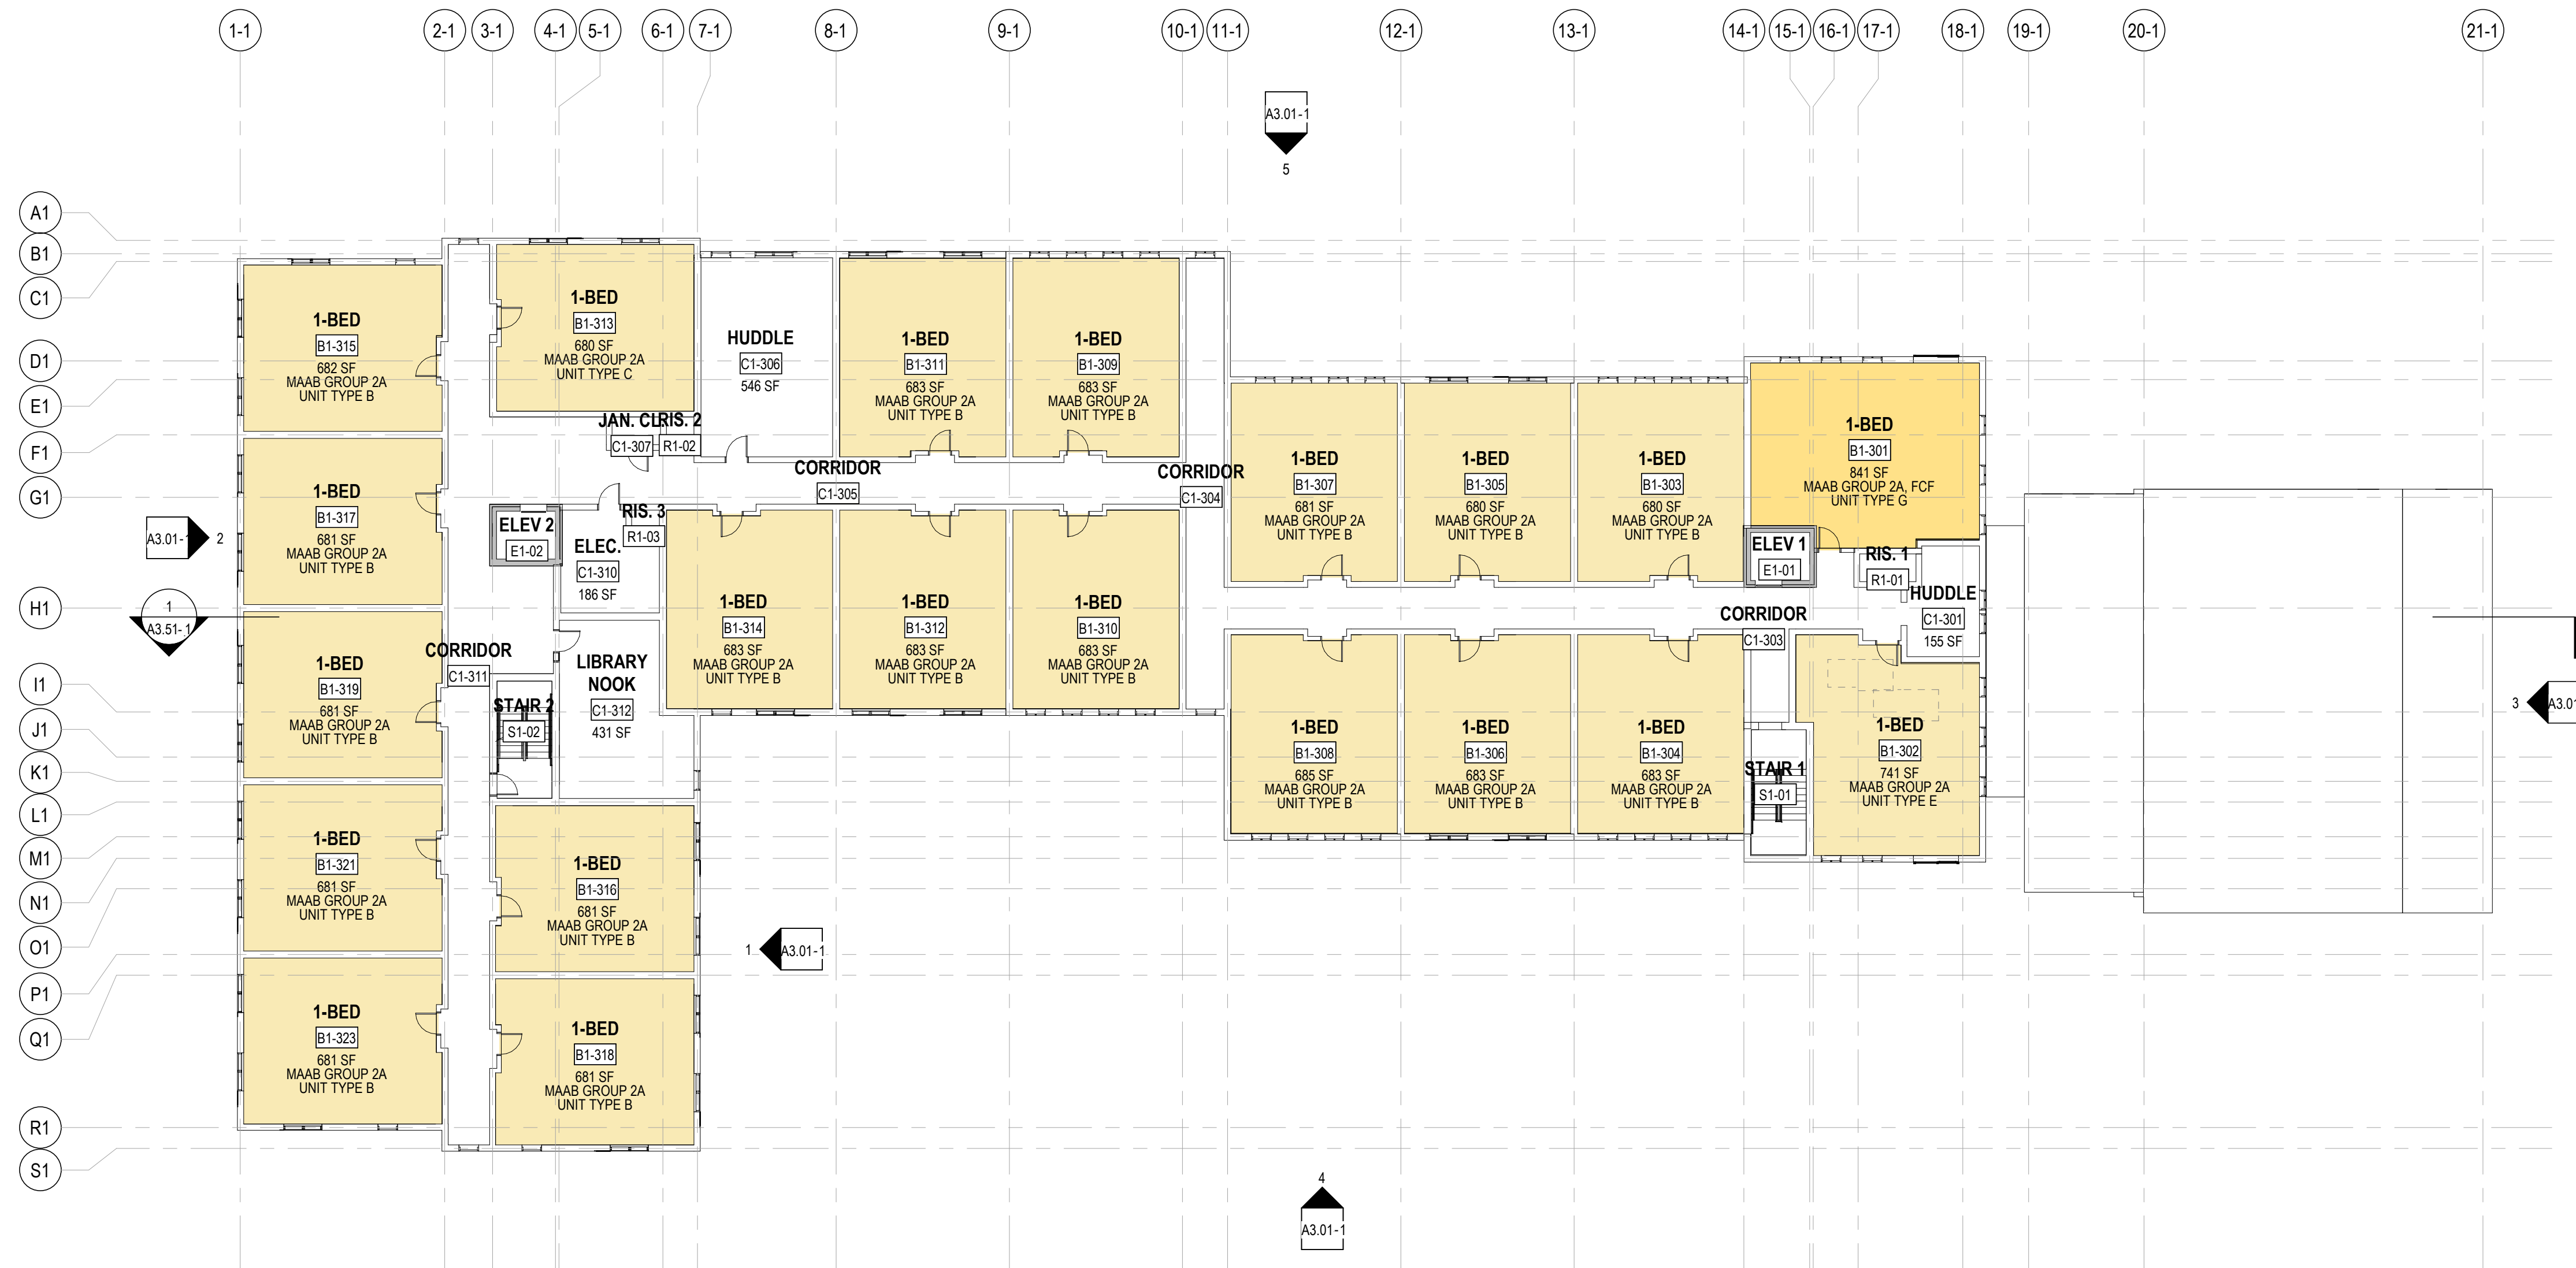 1-1
2-1
3-1
4-1
5-1
6-1
7-1
8-1
9-1
10-1
11-1
12-1
13-1
14-1
15-1
16-1
17-1
18-1
19-1
20-1
21-1
A3.01-1
5
A1
B1
C1
D1
E1
F1
G1
H1
I1
J1
K1
L1
M1
N1
O1
P1
Q1
R1
S1
A3.01-1
2
1
A3.51-1
1-BED
B1-315
682 SF
MAAB GROUP 2A
UNIT TYPE B
1-BED
B1-317
681 SF
MAAB GROUP 2A
UNIT TYPE B
1-BED
B1-319
681 SF
MAAB GROUP 2A
UNIT TYPE B
1-BED
B1-321
681 SF
MAAB GROUP 2A
UNIT TYPE B
1-BED
B1-323
681 SF
MAAB GROUP 2A
UNIT TYPE B
1-BED
B1-313
680 SF
MAAB GROUP 2A
UNIT TYPE C
JAN. CL
C1-307
RIS. 2
R1-02
HUDDLE
C1-306
546 SF
1-BED
B1-311
683 SF
MAAB GROUP 2A
UNIT TYPE B
1-BED
B1-309
683 SF
MAAB GROUP 2A
UNIT TYPE B
CORRIDOR
C1-305
CORRIDOR
C1-304
ELEV 2
E1-02
RIS. 3
R1-03
ELEC.
C1-310
186 SF
CORRIDOR
C1-311
LIBRARY
NOOK
C1-312
431 SF
STAIR 2
S1-02
1-BED
B1-314
683 SF
MAAB GROUP 2A
UNIT TYPE B
1-BED
B1-312
683 SF
MAAB GROUP 2A
UNIT TYPE B
1-BED
B1-310
683 SF
MAAB GROUP 2A
UNIT TYPE B
1-BED
B1-316
681 SF
MAAB GROUP 2A
UNIT TYPE B
1-BED
B1-318
681 SF
MAAB GROUP 2A
UNIT TYPE B
1
A3.01-1
1-BED
B1-307
681 SF
MAAB GROUP 2A
UNIT TYPE B
1-BED
B1-305
680 SF
MAAB GROUP 2A
UNIT TYPE B
1-BED
B1-303
680 SF
MAAB GROUP 2A
UNIT TYPE B
1-BED
B1-301
841 SF
MAAB GROUP 2A, FCF
UNIT TYPE G
ELEV 1
E1-01
RIS. 1
R1-01
HUDDLE
C1-301
155 SF
CORRIDOR
C1-303
1-BED
B1-308
685 SF
MAAB GROUP 2A
UNIT TYPE B
1-BED
B1-306
683 SF
MAAB GROUP 2A
UNIT TYPE B
1-BED
B1-304
683 SF
MAAB GROUP 2A
UNIT TYPE B
STAIR 1
S1-01
1-BED
B1-302
741 SF
MAAB GROUP 2A
UNIT TYPE E
3
A3.01
4
A3.01-1